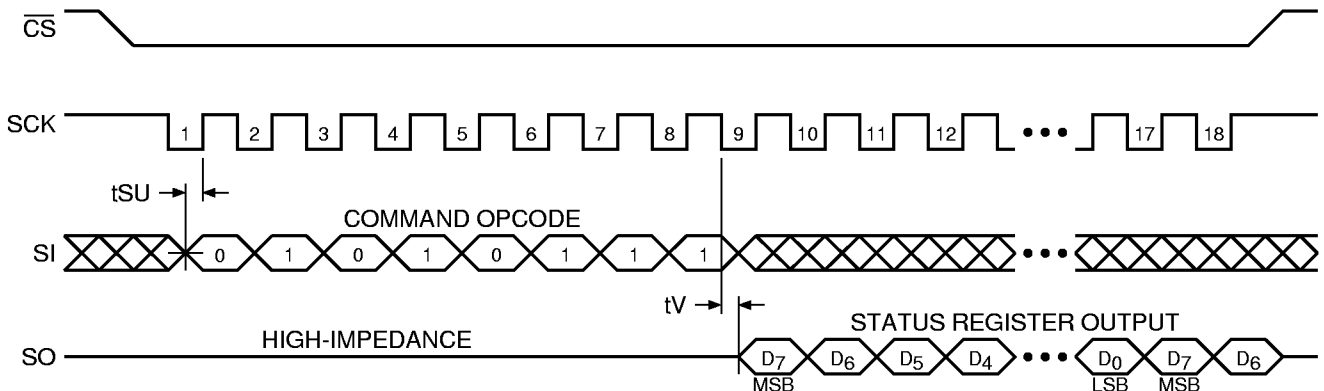 CS
SCK 1 2 3 4 5 6 7 8 9 10 11 12 17 18
tSU
COMMAND OPCODE
SI 0 1 0 1 0 1 1 1
tV
HIGH-IMPEDANCE
STATUS REGISTER OUTPUT
SO D7 D6 D5 D4 D0 D7 D6
MSB LSB MSB